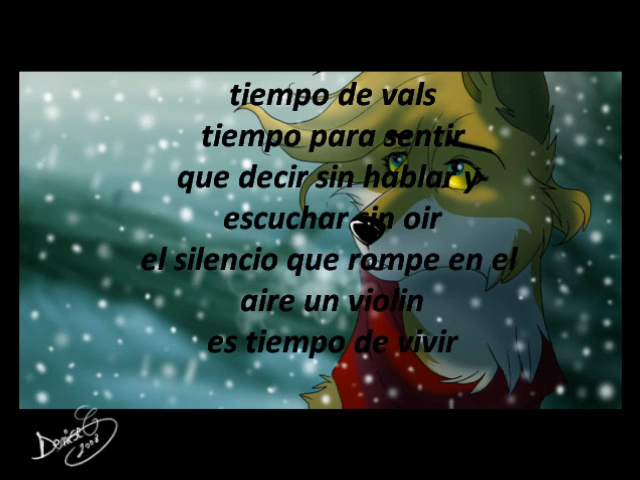 tiempo de vals
tiempo para sentir
que decir sin hablar y
escuchar sin oir
el silencio que rompe en el
aire un violin
es tiempo de vivir
2008